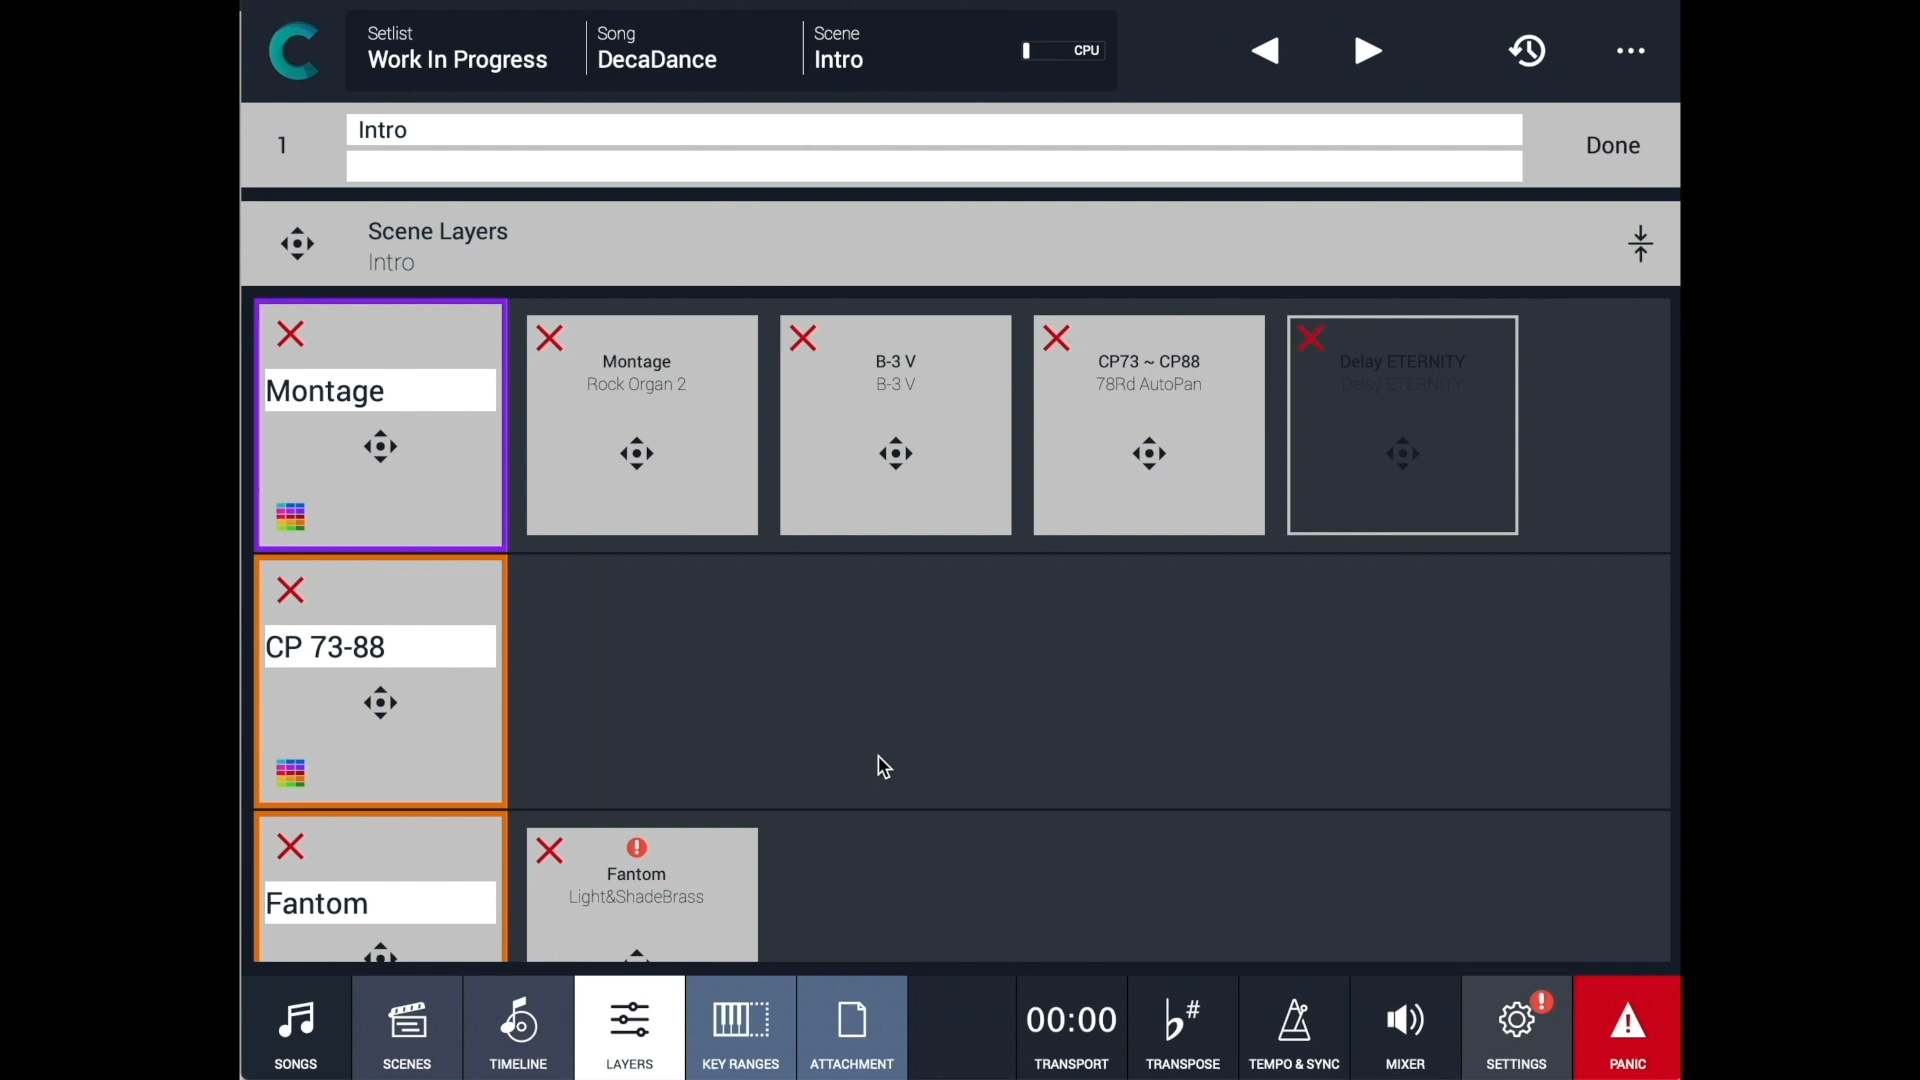 Setlist
Work In Progress
Song
DecaDance
Scene
Intro
CPU
1
Intro
Done
Scene Layers
Intro
Montage
Montage
Rock Organ 2
B-3 V
B-3 V
CP73 ~ CP88
78Rd AutoPan
Delay ETERNITY
Delay ETERNITY
CP 73-88
Fantom
Fantom
Light&ShadeBrass
SONGS
SCENES
TIMELINE
LAYERS
KEY RANGES
ATTACHMENT
00:00
TRANSPORT
TRANSPOSE
TEMPO & SYNC
MIXER
SETTINGS
PANIC